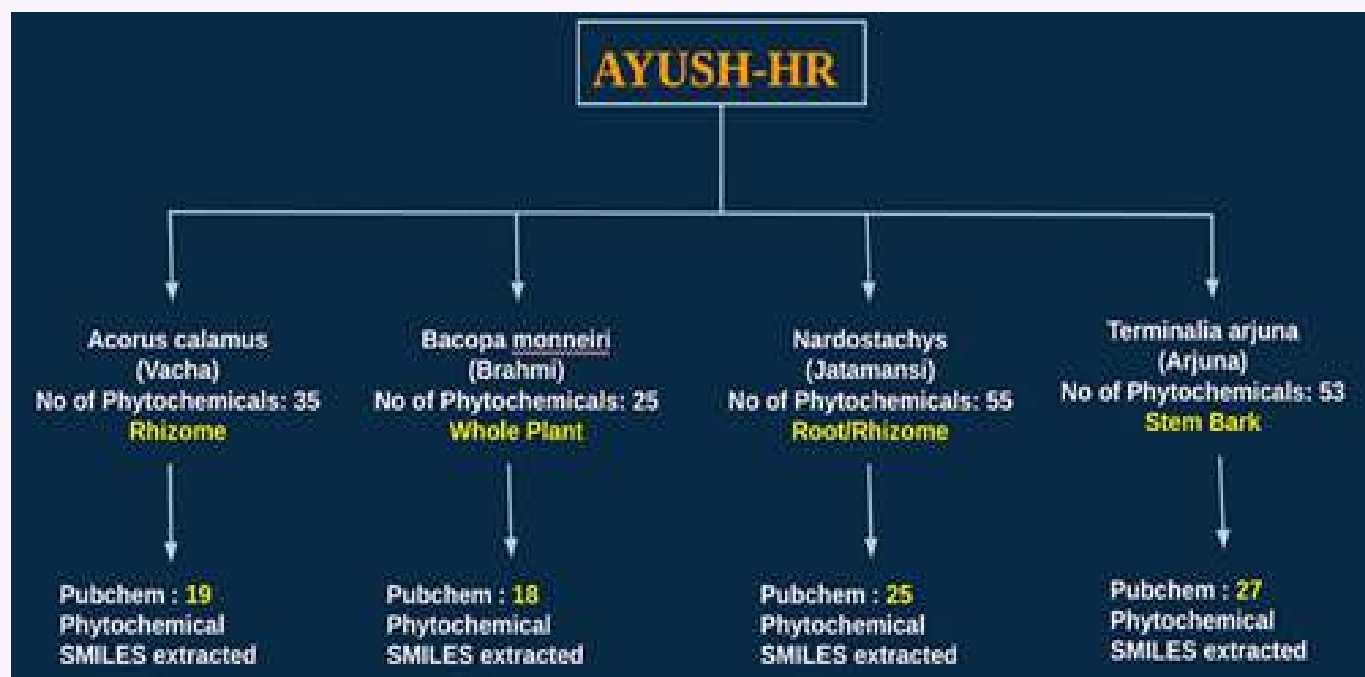 AYUSH-HR
Acorus calamus
(Vacha)
No of Phytochemicals: 35
Rhizome
Bacopa monneiri
(Brahmi)
No of Phytochemicals: 25
Whole Plant
Nardostachys
(Jatamansi)
No of Phytochemicals: 55
Root/Rhizome
Terminalia arjuna
(Arjuna)
No of Phytochemicals: 53
Stem Bark
Pubchem : 19
Phytochemical
SMILES extracted
Pubchem : 18
Phytochemical
SMILES extracted
Pubchem : 25
Phytochemical
SMILES extracted
Pubchem : 27
Phytochemical
SMILES extracted